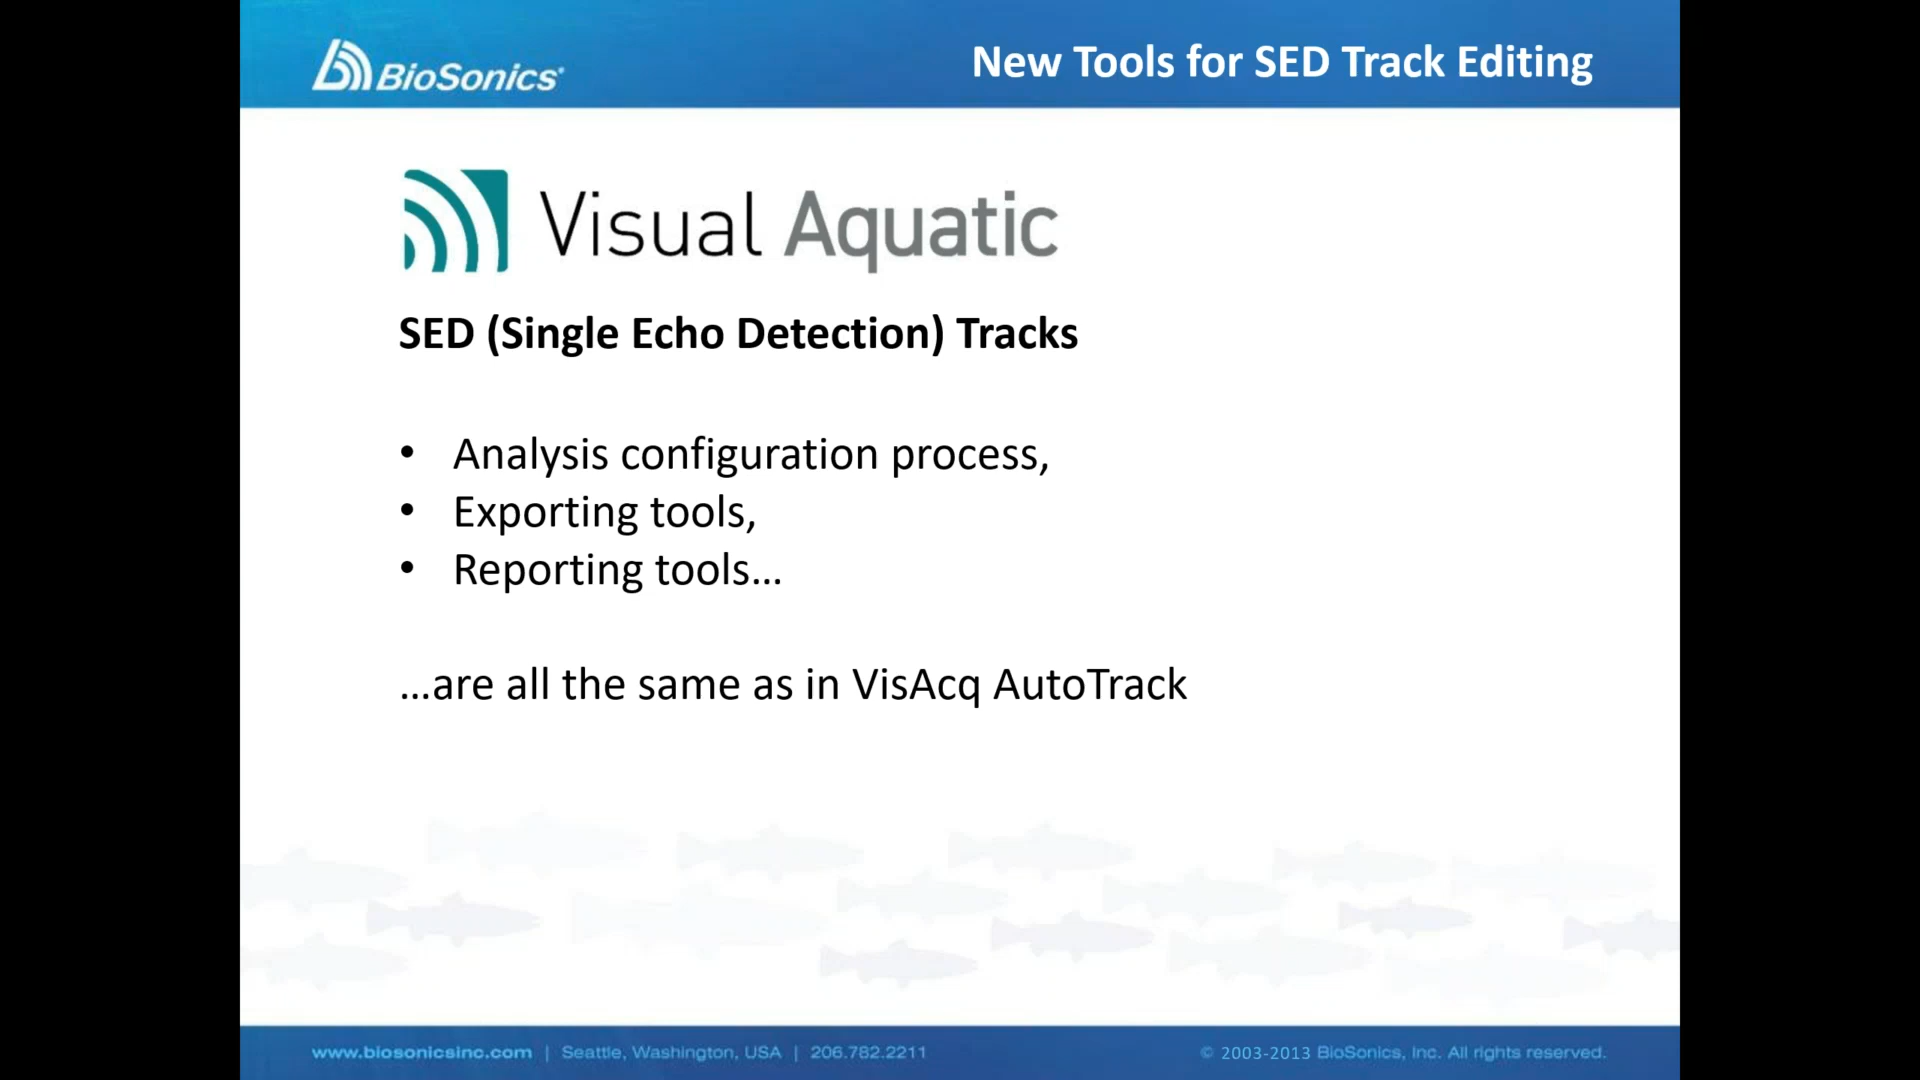 BioSonics®
New Tools for SED Track Editing
Visual Aquatic
SED (Single Echo Detection) Tracks
• Analysis configuration process,
• Exporting tools,
• Reporting tools...
...are all the same as in VisAcq AutoTrack
www.biosonicsinc.com | Seattle, Washington, USA | 206.782.2211
© 2003-2013 BioSonics, Inc. All rights reserved.